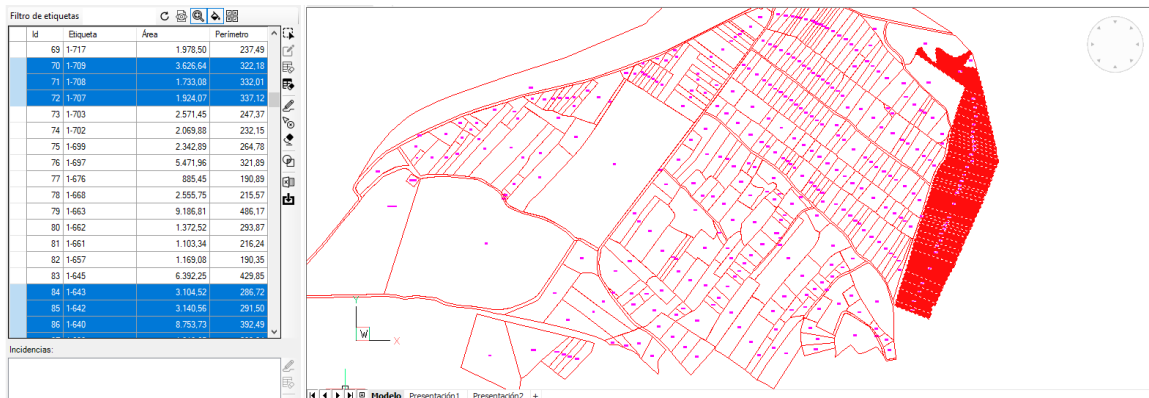 Filtro de etiquetas
Id Etiqueta Área Perímetro
69 1-717 1.978,50 237,49
70 1-709 3.626,64 322,18
71 1-708 1.733,08 332,01
72 1-707 1.924,07 337,12
73 1-703 2.571,45 247,37
74 1-702 2.069,88 232,15
75 1-699 2.342,89 264,78
76 1-697 5.471,96 321,89
77 1-676 885,45 190,89
78 1-668 2.555,75 215,57
79 1-663 9.186,81 486,17
80 1-662 1.372,52 293,87
81 1-661 1.103,34 216,24
82 1-657 1.169,08 190,35
83 1-645 6.392,25 429,85
84 1-643 3.104,52 286,72
85 1-642 3.140,56 291,50
86 1-640 8.753,73 392,49
Incidencias:
Y
W
X
Modelo Presentación1 Presentación2 +